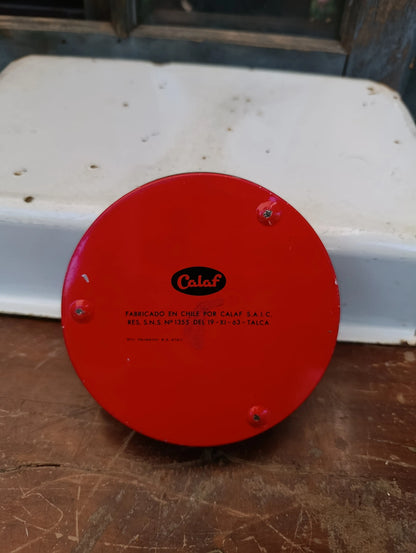 Calaf
FABRICADO EN CHILE POR CALAF S.A.I.C.
RES. S.N.S. Nº 1355 DEL 19-XI-63-TALCA